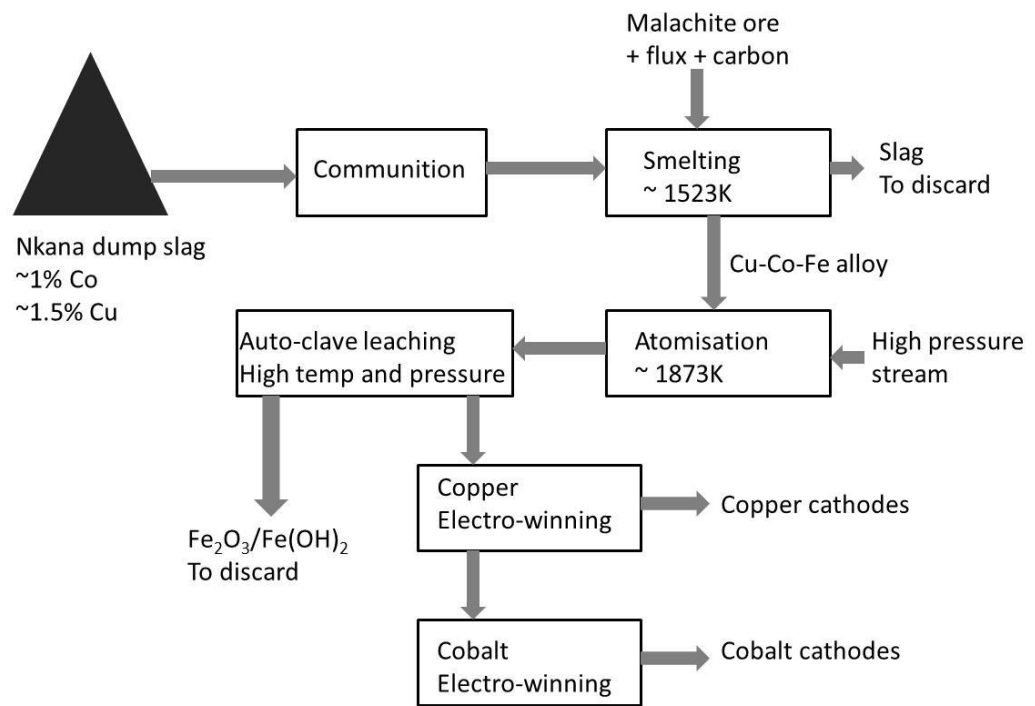 Malachite ore
+ flux + carbon
Communition
Smelting
~ 1523K
Slag
To discard
Nkana dump slag
~1% Co
~1.5% Cu
Cu-Co-Fe alloy
Auto-clave leaching
High temp and pressure
Atomisation
~ 1873K
High pressure
stream
Copper
Electro-winning
Copper cathodes
Fe₂O₃/Fe(OH)₂
To discard
Cobalt
Electro-winning
Cobalt cathodes